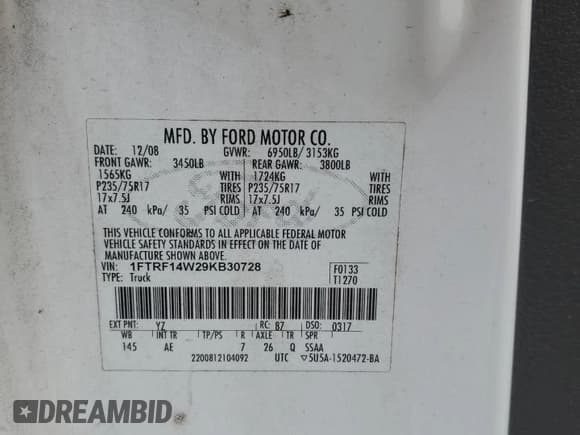 MFD. BY FORD MOTOR CO.
DATE: 12/08 GVWR: 6950LB/ 3153KG
FRONT GAWR: 3450LB REAR GAWR: 3800LB
1565KG WITH 1724KG WITH
P235/75R17 TIRES P235/75R17 TIRES
17x7.5J RIMS 17x7.5J RIMS
AT 240 kPa/ 35 PSI COLD AT 240 kPa/ 35 PSI COLD
THIS VEHICLE CONFORMS TO ALL APPLICABLE FEDERAL MOTOR
VEHICLE SAFETY STANDARDS IN EFFECT ON THE DATE OF
MANUFACTURE SHOWN ABOVE.
VIN: 1FTRF14W29KB30728 F0133
TYPE: Truck T1270
EXT PNT: YZ RC: 87 DSO: 0317
WB INT TR TP/PS R AXLE TR SPR
145 AE 7 26 Q SSAA
2200812104092 UTC ▽5U5A-1520472-BA
DREAMBID